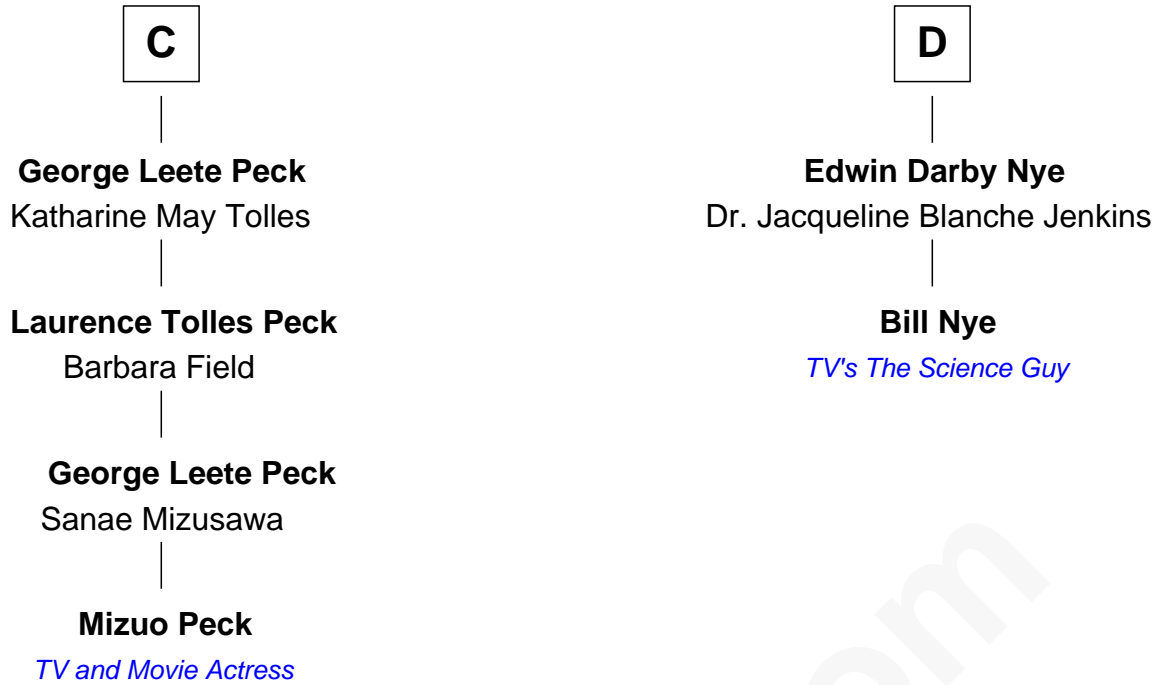 C
George Leete Peck
Katharine May Tolles
Laurence Tolles Peck
Barbara Field
George Leete Peck
Sanae Mizusawa
Mizuo Peck
TV and Movie Actress
D
Edwin Darby Nye
Dr. Jacqueline Blanche Jenkins
Bill Nye
TV's The Science Guy
om